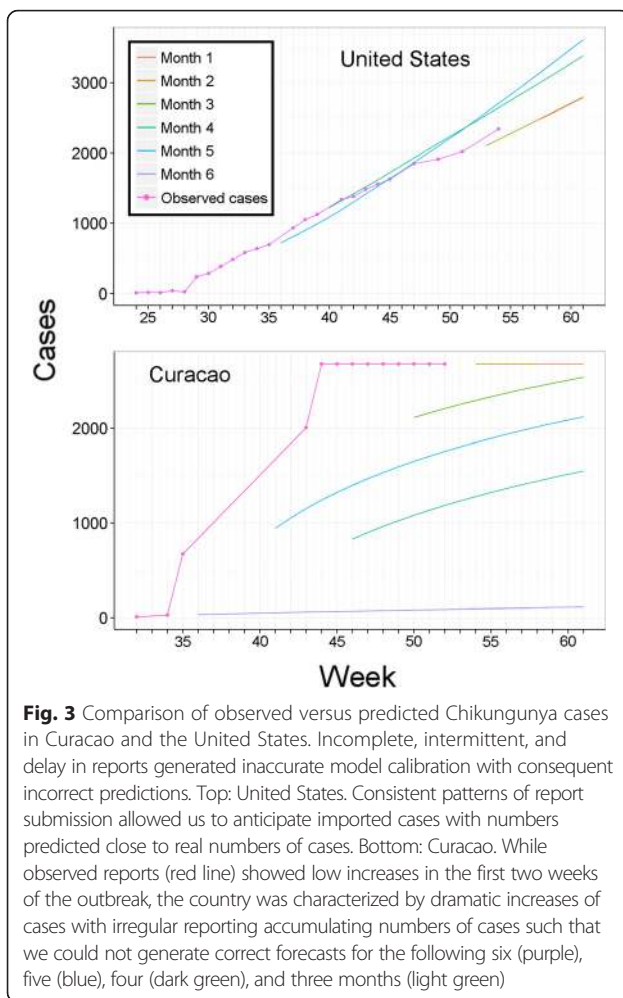 United States
Month 1
Month 2
Month 3
Month 4
Month 5
Month 6
Observed cases
3000
2000
1000
0
25 30 35 40 45 50 55 60
Cases
Curacao
2000
1000
0
35 40 45 50 55 60
Week
Fig. 3 Comparison of observed versus predicted Chikungunya cases
in Curacao and the United States. Incomplete, intermittent, and
delay in reports generated inaccurate model calibration with consequent
incorrect predictions. Top: United States. Consistent patterns of report
submission allowed us to anticipate imported cases with numbers
predicted close to real numbers of cases. Bottom: Curacao. While
observed reports (red line) showed low increases in the first two weeks
of the outbreak, the country was characterized by dramatic increases of
cases with irregular reporting accumulating numbers of cases such that
we could not generate correct forecasts for the following six (purple),
five (blue), four (dark green), and three months (light green)